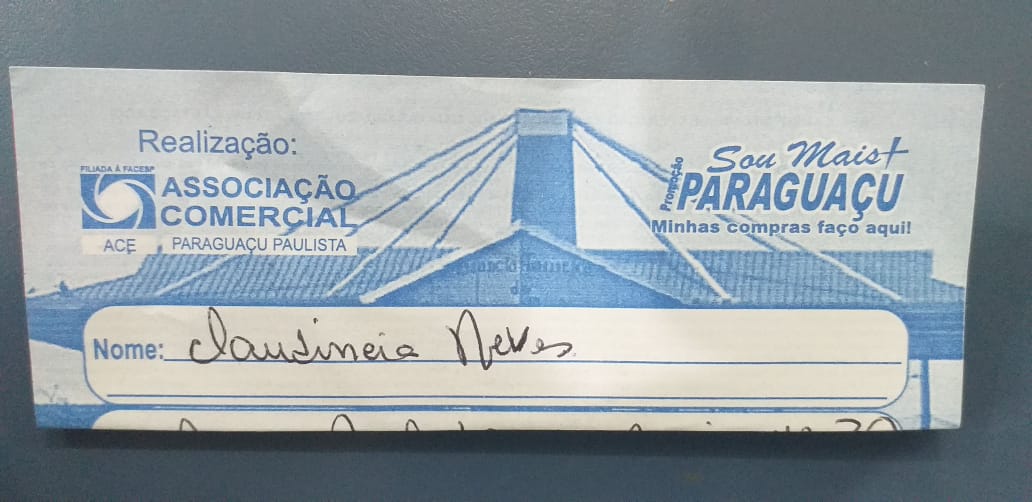 Realização:
FILIADA À FACESP
ASSOCIAÇÃO
COMERCIAL
ACE PARAGUAÇU PAULISTA
Promoção
Sou Mais+
PARAGUAÇU
Minhas compras faço aqui!
Nome: Claudineia Neves